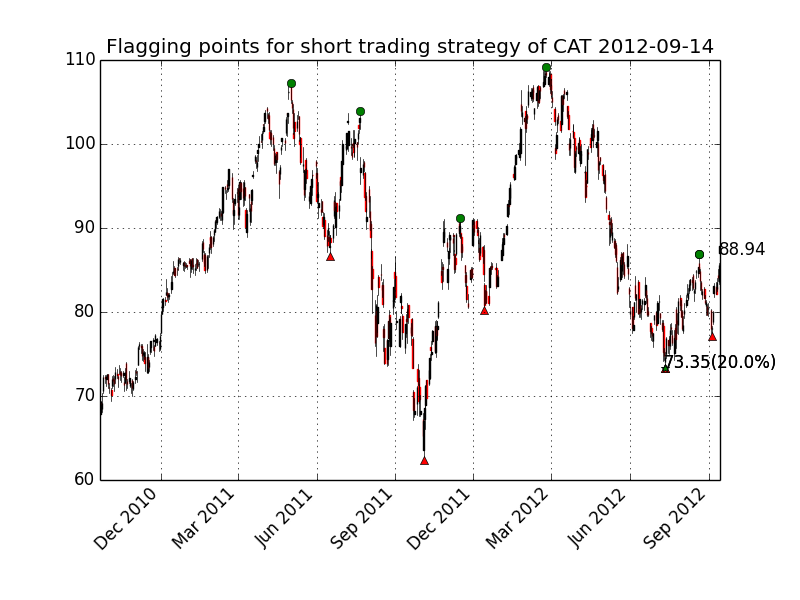 Flagging points for short trading strategy of CAT 2012-09-14
110
100
90
80
70
60
88.94
73.35(20.0%)
Dec 2010
Mar 2011
Jun 2011
Sep 2011
Dec 2011
Mar 2012
Jun 2012
Sep 2012